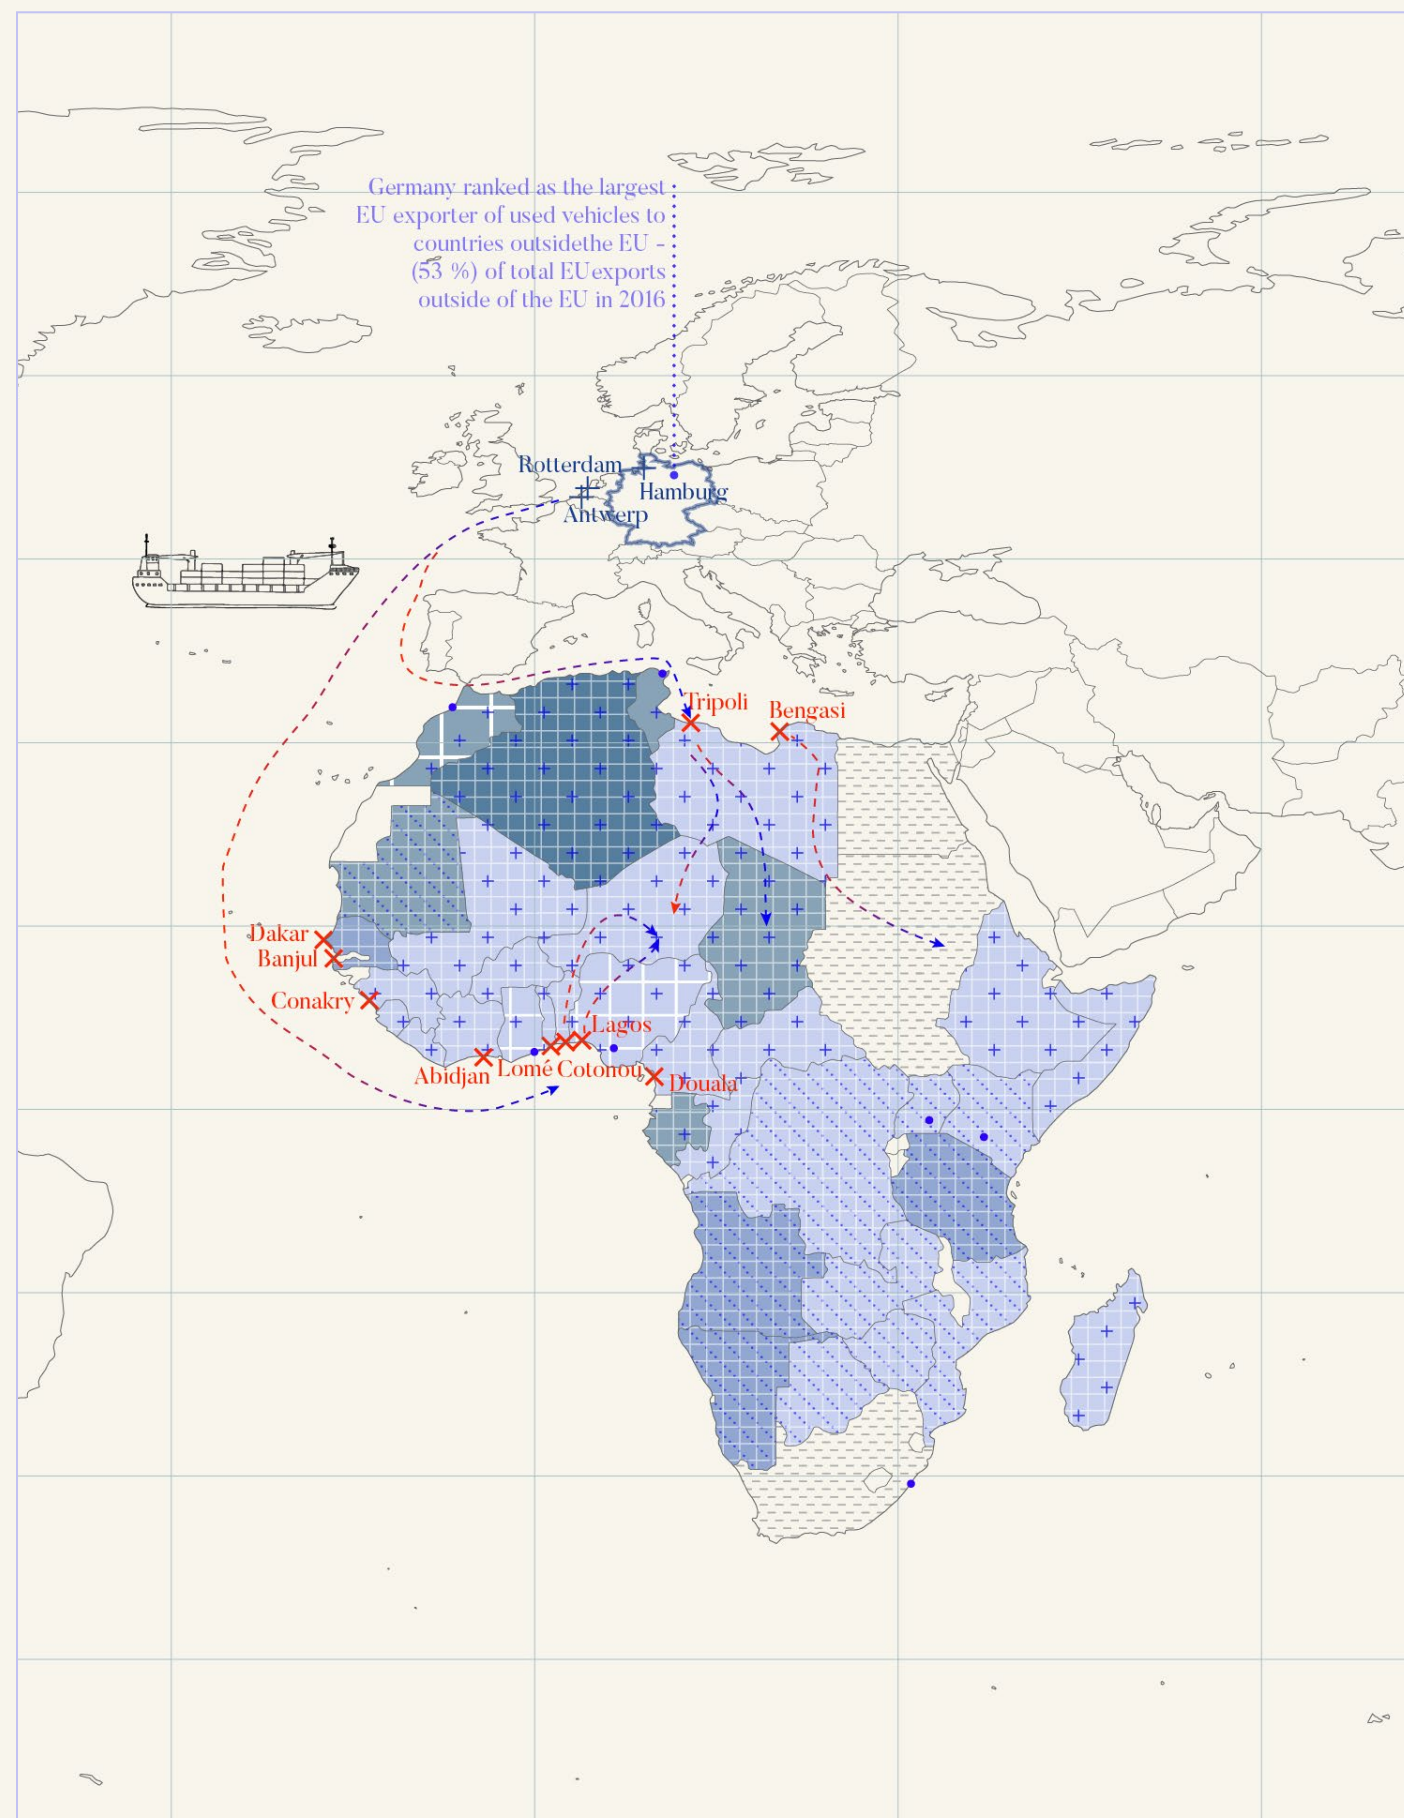 Germany ranked as the largest
EU exporter of used vehicles to
countries outsidethe EU -
(53 %) of total EUexports
outside of the EU in 2016
Rotterdam
Hamburg
Antwerp
Tripoli
Bengasi
Dakar
Banjul
Conakry
Lagos
Abidjan
Lomé
Cotonou
Douala